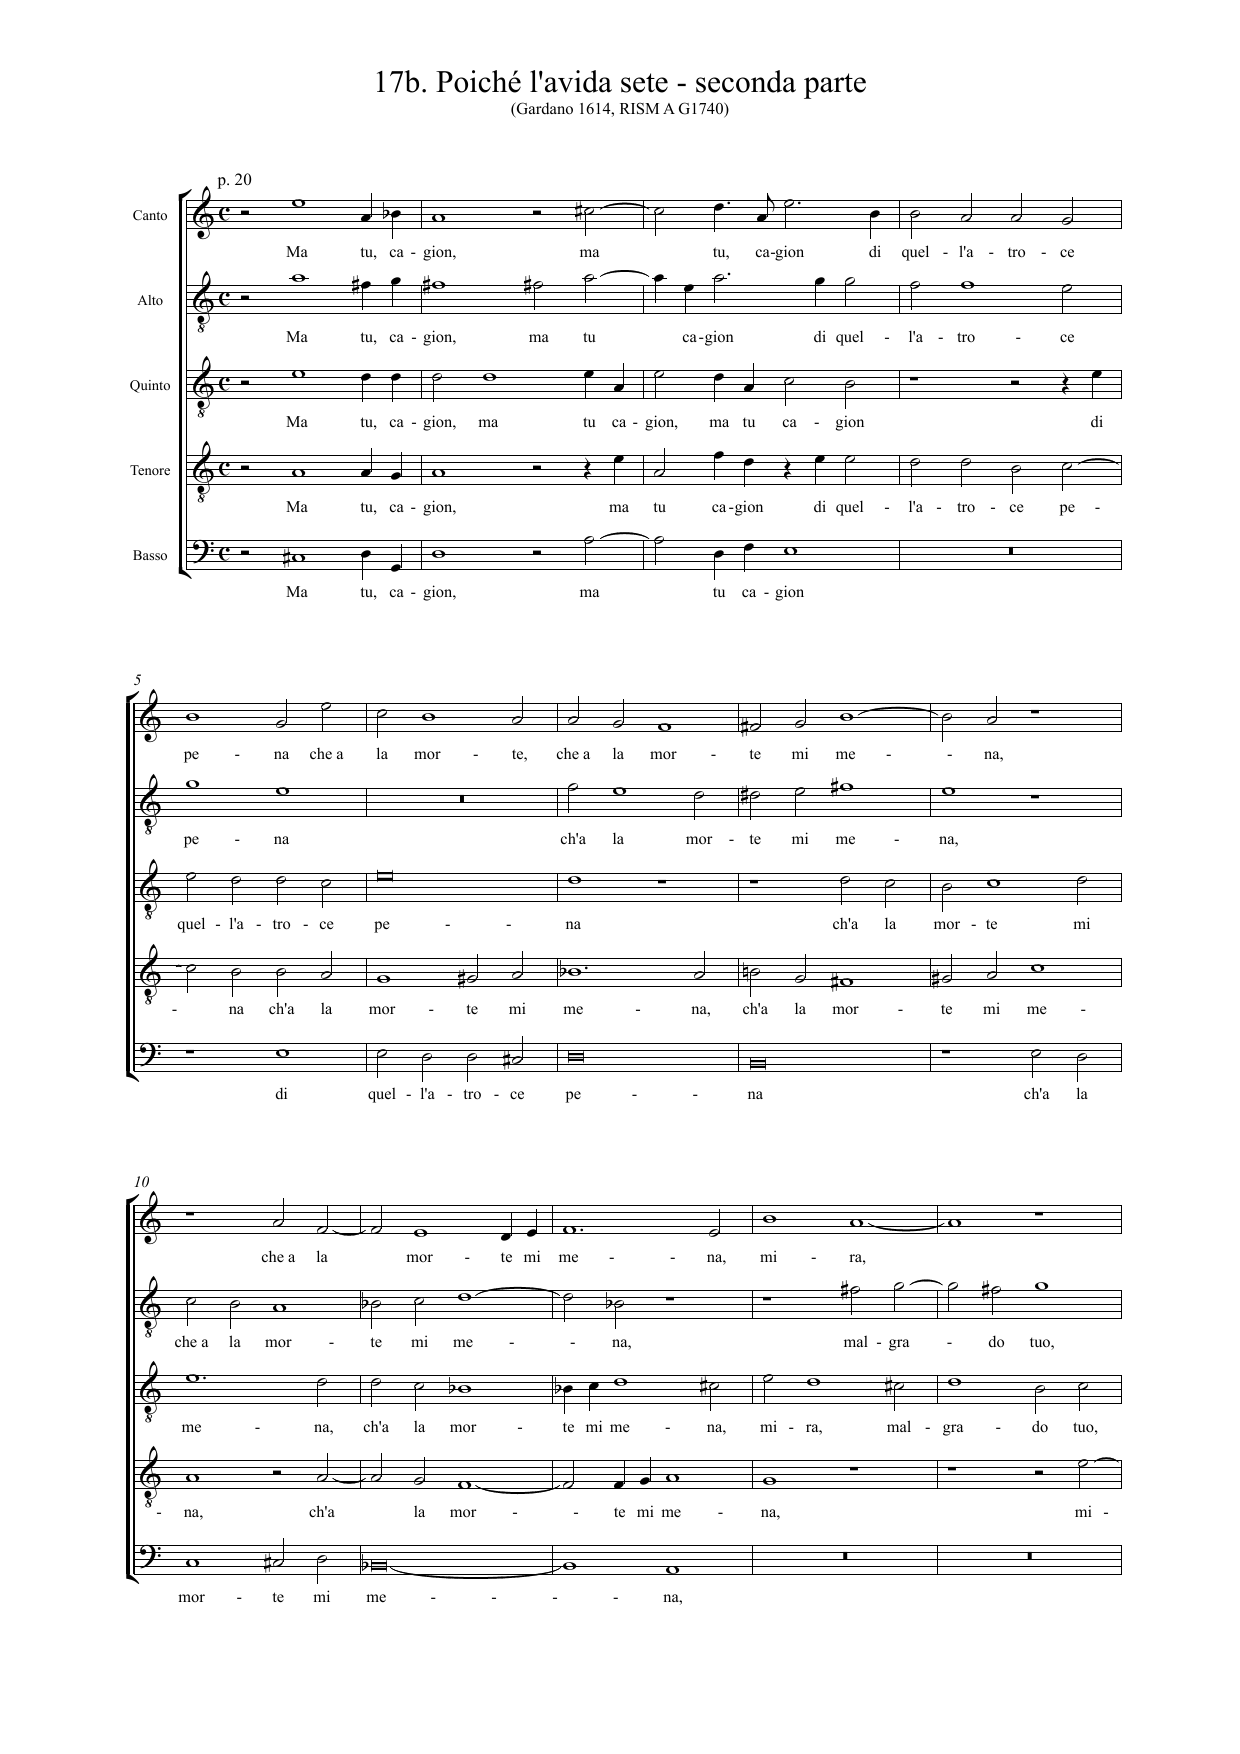 17b. Poiché l'avida sete - seconda parte
(Gardano 1614, RISM A G1740)
p. 20
Canto
Ma tu, ca - gion, ma tu, ca-gion di quel - l'a - tro - ce
Alto
8
Ma tu, ca - gion, ma tu ca-gion di quel - l'a - tro - ce
Quinto
8
Ma tu, ca - gion, ma tu ca - gion, ma tu ca - gion di
Tenore
8
Ma tu, ca - gion, ma tu ca-gion di quel - l'a - tro - ce pe -
Basso
Ma tu, ca - gion, ma tu ca - gion
5
pe - na che a la mor - te, che a la mor - te mi me - - na,
8
pe - na ch'a la mor - te mi me - na,
8
quel - l'a - tro - ce pe - - na ch'a la mor - te mi
8
- na ch'a la mor - te mi me - na, ch'a la mor - te mi me -
di quel - l'a - tro - ce pe - - na ch'a la
10
che a la mor - te mi me - - na, mi - ra,
8
che a la mor - te mi me - - na, mal - gra - do tuo,
8
me - na, ch'a la mor - te mi me - na, mi - ra, mal - gra - do tuo,
8
- na, ch'a la mor - - te mi me - na, mi -
mor - te mi me - - - - na,